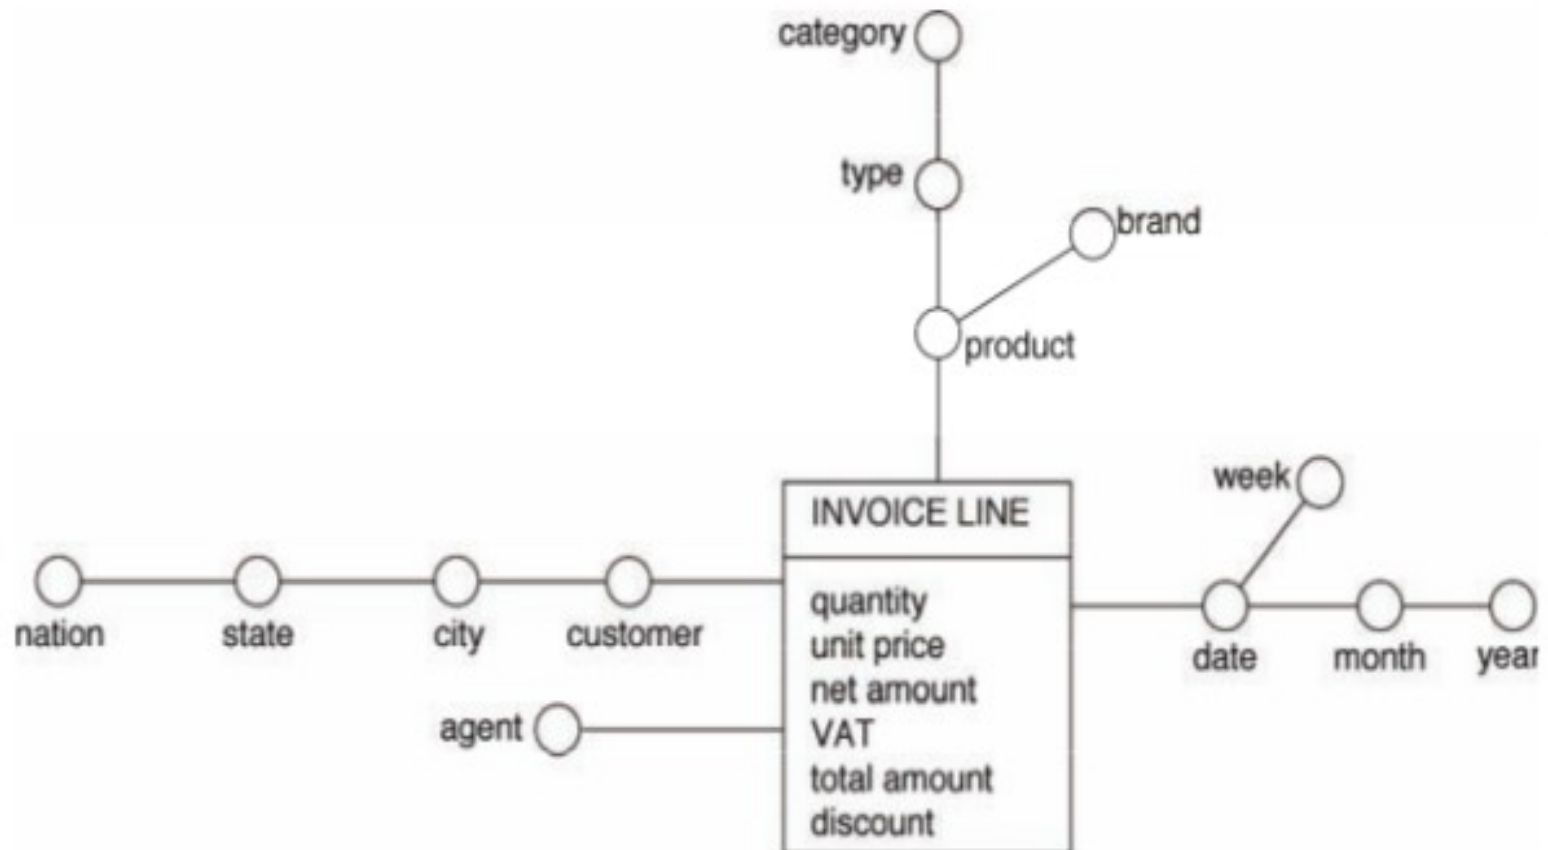 category
type
brand
product
week
INVOICE LINE
nation
state
city
customer
quantity
unit price
net amount
VAT
total amount
discount
date
month
year
agent